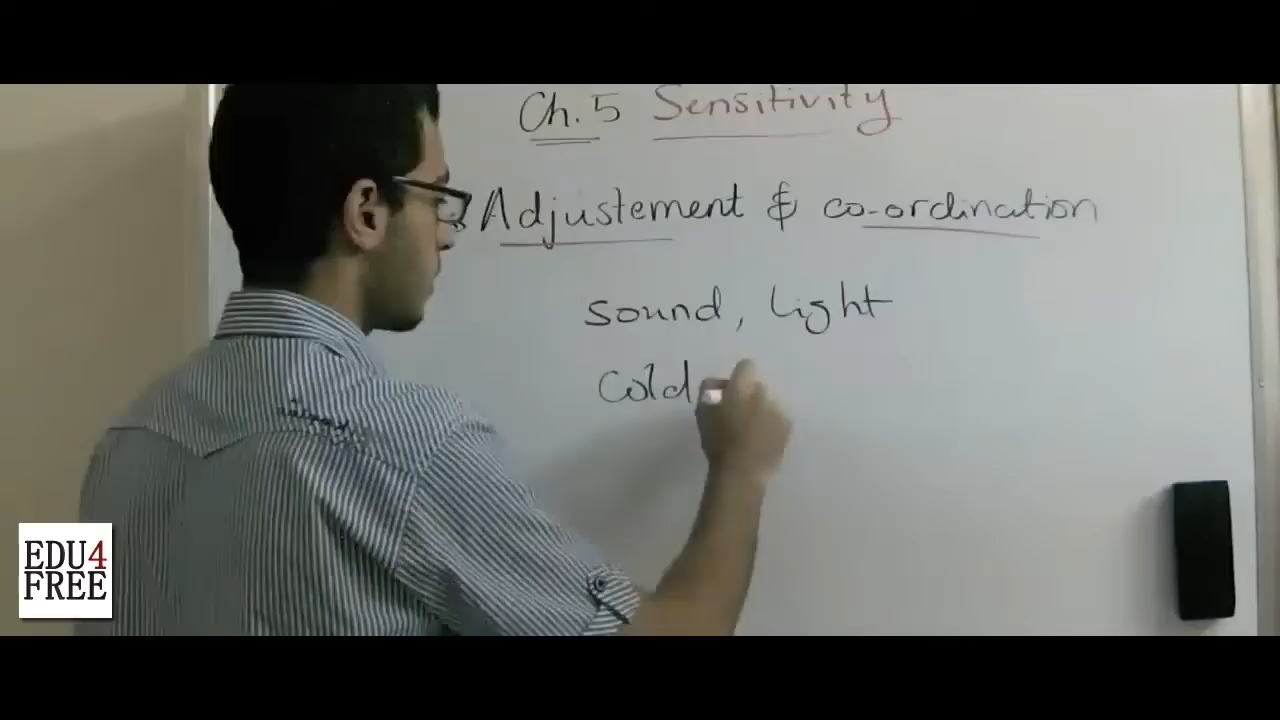 Ch. 5 Sensitivity
Adjustement & co-ordination
sound, light
cold
EDU4
FREE